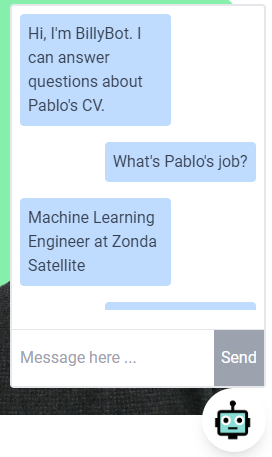 Hi, I'm BillyBot. I
can answer
questions about
Pablo's CV.
What's Pablo's job?
Machine Learning
Engineer at Zonda
Satellite
Message here ...
Send